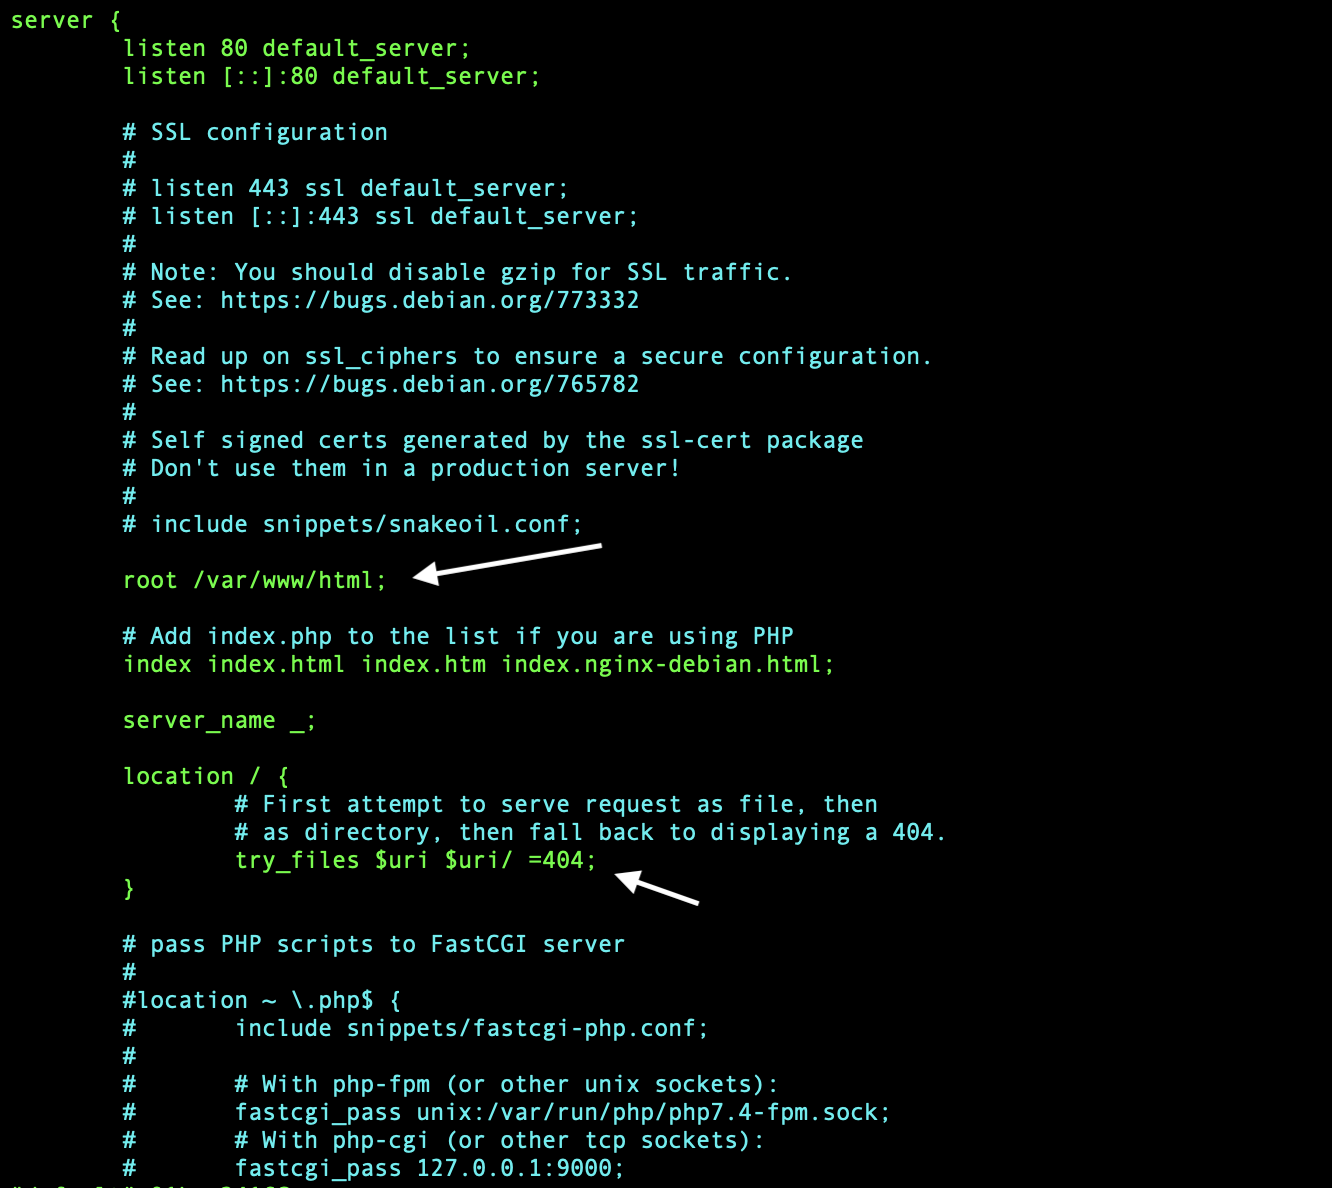 server {
listen 80 default_server;
listen [::]:80 default_server;
# SSL configuration
#
# listen 443 ssl default_server;
# listen [::]:443 ssl default_server;
#
# Note: You should disable gzip for SSL traffic.
# See: https://bugs.debian.org/773332
#
# Read up on ssl_ciphers to ensure a secure configuration.
# See: https://bugs.debian.org/765782
#
# Self signed certs generated by the ssl-cert package
# Don't use them in a production server!
#
# include snippets/snakeoil.conf;
root /var/www/html;
# Add index.php to the list if you are using PHP
index index.html index.htm index.nginx-debian.html;
server_name _;
location / {
# First attempt to serve request as file, then
# as directory, then fall back to displaying a 404.
try_files $uri $uri/ =404;
}
# pass PHP scripts to FastCGI server
#
#location ~ \.php$ {
#       include snippets/fastcgi-php.conf;
#
#       # With php-fpm (or other unix sockets):
#       fastcgi_pass unix:/var/run/php/php7.4-fpm.sock;
#       # With php-cgi (or other tcp sockets):
#       fastcgi_pass 127.0.0.1:9000;